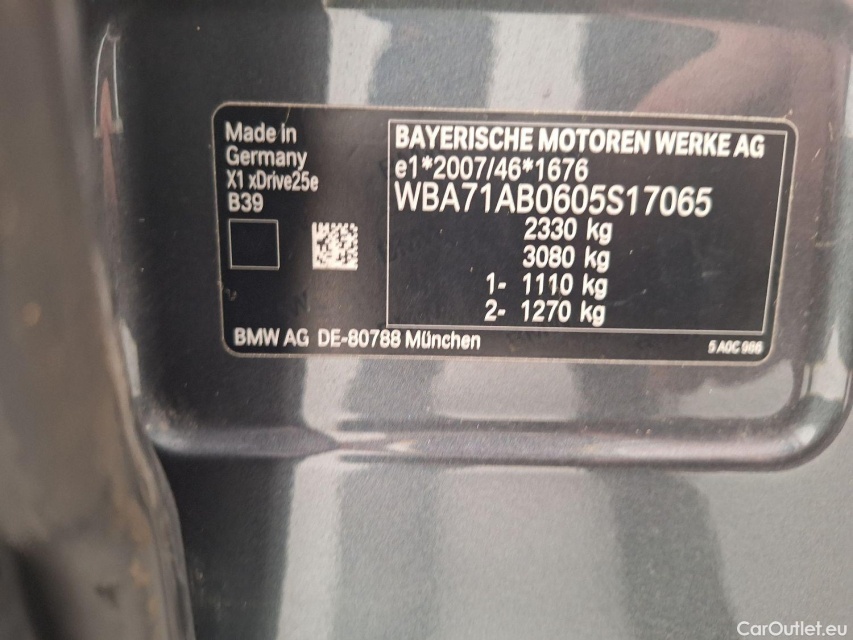 Made in
Germany
X1 xDrive25e
B39
BAYERISCHE MOTOREN WERKE AG
e1*2007/46*1676
WBA71AB0605S17065
2330 kg
3080 kg
1- 1110 kg
2- 1270 kg
BMW AG DE-80788 München
5 A0C 986
CarOutlet.eu